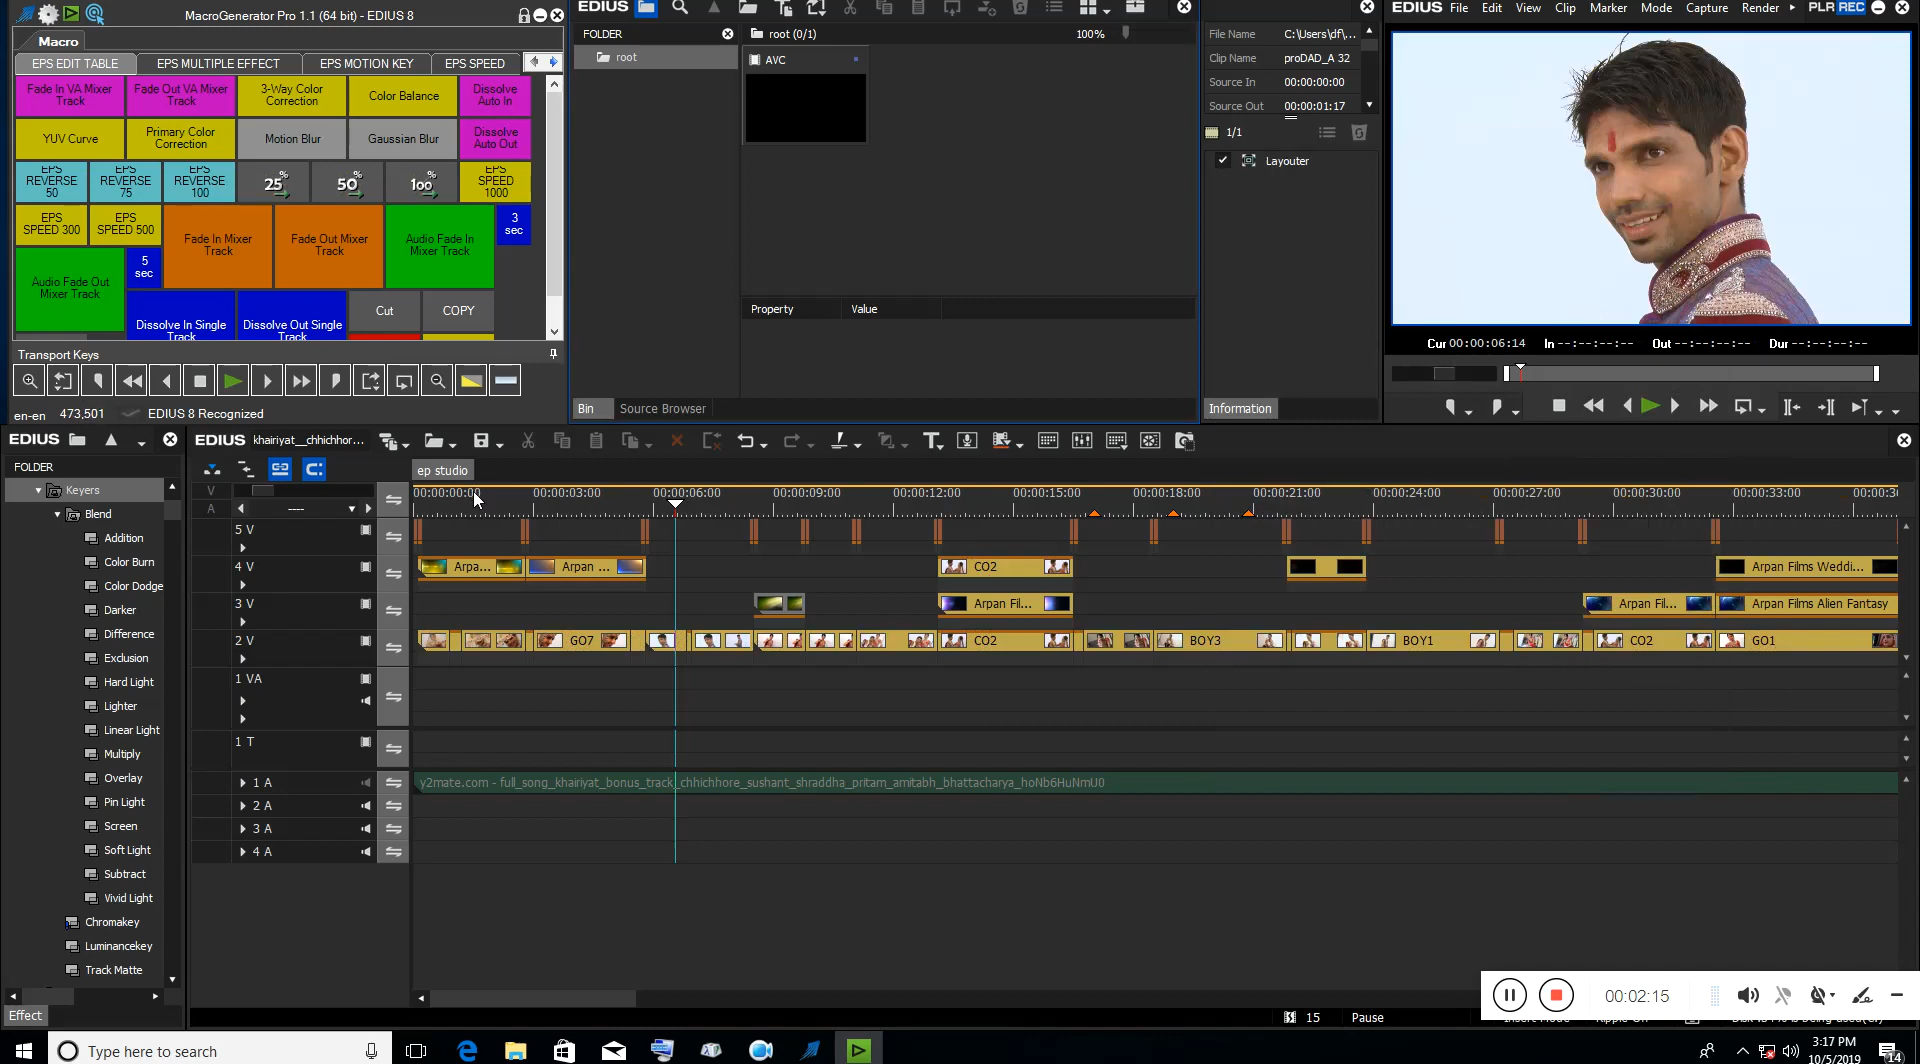 MacroGenerator Pro 1.1 (64 bit) - EDIUS 8
Macro
EPS EDIT TABLE
EPS MULTIPLE EFFECT
EPS MOTION KEY
EPS SPEED
Fade In VA Mixer
Track
Fade Out VA Mixer
Track
3-Way Color
Correction
Color Balance
Dissolve
Auto In
YUV Curve
Primary Color
Correction
Motion Blur
Gaussian Blur
Dissolve
Auto Out
EPS
REVERSE
50
EPS
REVERSE
75
EPS
REVERSE
100
25%
50%
100%
EPS
SPEED
1000
EPS
SPEED 300
EPS
SPEED 500
Fade In Mixer
Track
Fade Out Mixer
Track
Audio Fade In
Mixer Track
3
sec
Audio Fade Out
Mixer Track
5
sec
Dissolve In Single
Track
Dissolve Out Single
Track
Cut
COPY
Transport Keys
en-en
473,501
EDIUS 8 Recognized
EDIUS
FOLDER
root
root (0/1)
100%
AVC
Property
Value
Bin
Source Browser
File Name
C:\Users\df\...
Clip Name
proDAD_A 32
Source In
00:00:00:00
Source Out
00:00:01:17
1/1
Layouter
Information
EDIUS
File
Edit
View
Clip
Marker
Mode
Capture
Render
PLR
REC
Cur 00:00:06:14
In --:--:--:--
Out --:--:--:--
Dur --:--:--:--
EDIUS
FOLDER
Keyers
Blend
Addition
Color Burn
Color Dodge
Darker
Difference
Exclusion
Hard Light
Lighter
Linear Light
Multiply
Overlay
Pin Light
Screen
Soft Light
Subtract
Vivid Light
Chromakey
Luminancekey
Track Matte
Effect
EDIUS
khairiyat__chhichhor...
ep studio
V
A
----
00:00:00:00
00:00:03:00
00:00:06:00
00:00:09:00
00:00:12:00
00:00:15:00
00:00:18:00
00:00:21:00
00:00:24:00
00:00:27:00
00:00:30:00
00:00:33:00
5 V
4 V
Arpa...
Arpan ...
CO2
Arpan Films Weddi...
3 V
Arpan Fil...
Arpan Fil...
Arpan Films Alien Fantasy
2 V
GO7
CO2
BOY3
BOY1
CO2
GO1
1 VA
1 T
1 A
y2mate.com - full_song_khairiyat_bonus_track_chhichhore_sushant_shraddha_pritam_amitabh_bhattacharya_hoNb6HuNmU0
2 A
3 A
4 A
00:02:15
15
Pause
Type here to search
3:17 PM
10/5/2019
14